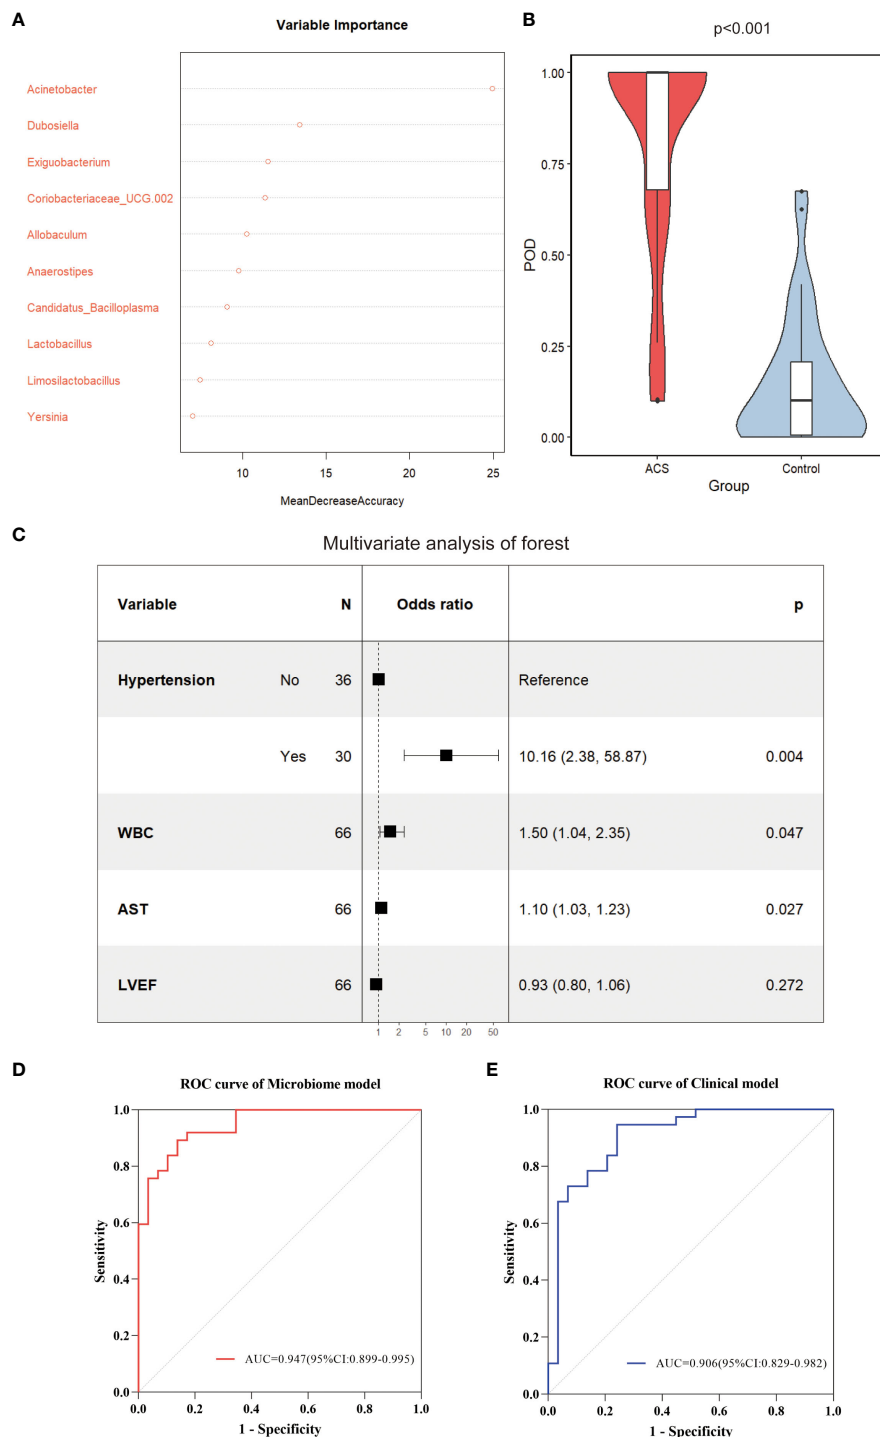 A
Variable Importance
Acinetobacter
Dubosiella
Exiguobacterium
Coriobacteriaceae_UCG.002
Allobaculum
Anaerostipes
Candidatus_Bacilloplasma
Lactobacillus
Limosilactobacillus
Yersinia
10 15 20 25
MeanDecreaseAccuracy
B
p<0.001
1.00
0.75
0.50
0.25
0.00
POD
ACS Control
Group
C
Multivariate analysis of forest
Variable N Odds ratio p
Hypertension No 36 Reference
Yes 30 10.16 (2.38, 58.87) 0.004
WBC 66 1.50 (1.04, 2.35) 0.047
AST 66 1.10 (1.03, 1.23) 0.027
LVEF 66 0.93 (0.80, 1.06) 0.272
1 2 5 10 20 50
D
ROC curve of Microbiome model
1.0
0.8
0.6
0.4
0.2
0.0
Sensitivity
AUC=0.947(95%CI:0.899-0.995)
0.0 0.2 0.4 0.6 0.8 1.0
1 - Specificity
E
ROC curve of Clinical model
1.0
0.8
0.6
0.4
0.2
0.0
Sensitivity
AUC=0.906(95%CI:0.829-0.982)
0.0 0.2 0.4 0.6 0.8 1.0
1 - Specificity